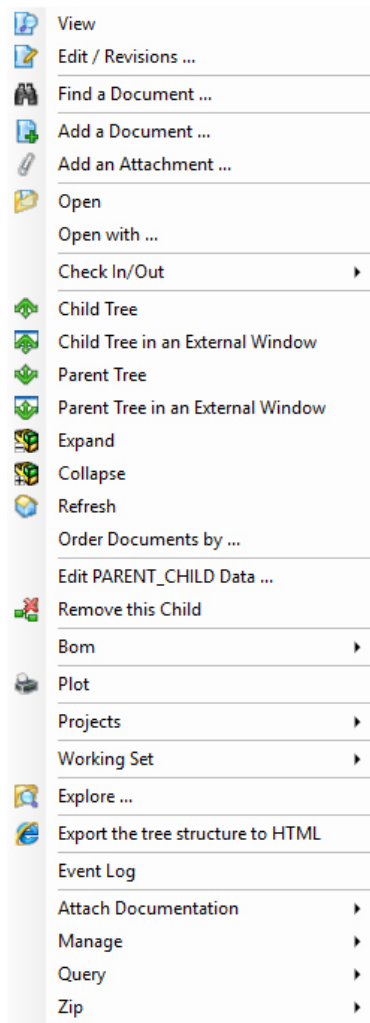 View
Edit / Revisions ...
Find a Document ...
Add a Document ...
Add an Attachment ...
Open
Open with ...
Check In/Out
Child Tree
Child Tree in an External Window
Parent Tree
Parent Tree in an External Window
Expand
Collapse
Refresh
Order Documents by ...
Edit PARENT_CHILD Data ...
Remove this Child
Bom
Plot
Projects
Working Set
Explore ...
Export the tree structure to HTML
Event Log
Attach Documentation
Manage
Query
Zip